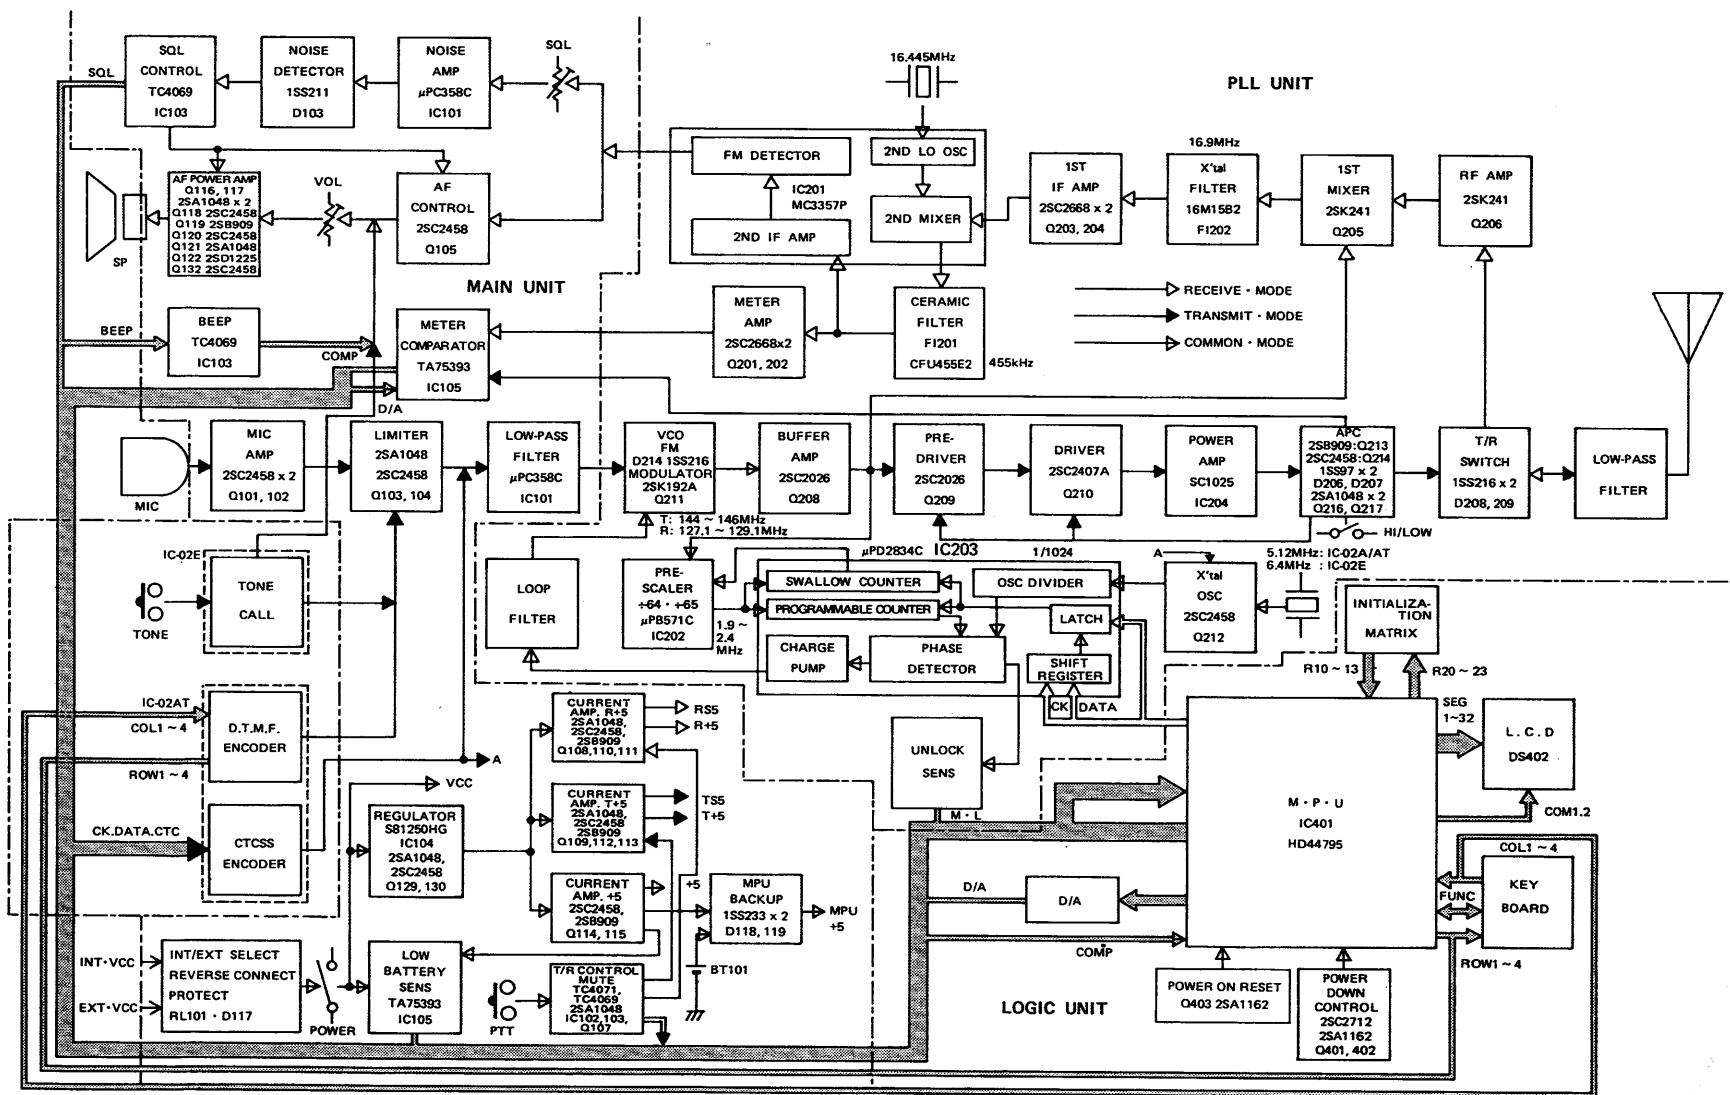 SQL
CONTROL
TC4069
IC103
NOISE
DETECTOR
1SS211
D103
NOISE
AMP
μPC358C
IC101
SQL
SQL
16.445MHz
PLL UNIT
FM DETECTOR
2ND LO OSC
IC201
MC3357P
2ND MIXER
2ND IF AMP
1ST
IF AMP
2SC2668 x 2
Q203, 204
16.9MHz
X'tal
FILTER
16M15B2
FI202
1ST
MIXER
2SK241
Q205
RF AMP
2SK241
Q206
AF POWER AMP
Q116, 117
2SA1048 x 2
Q118 2SC2458
Q119 2SB909
Q120 2SC2458
Q121 2SA1048
Q122 2SD1225
Q132 2SC2458
SP
VOL
AF
CONTROL
2SC2458
Q105
MAIN UNIT
BEEP
BEEP
TC4069
IC103
COMP
METER
COMPARATOR
TA75393
IC105
D/A
METER
AMP
2SC2668x2
Q201, 202
CERAMIC
FILTER
FI201
CFU455E2
455kHz
RECEIVE · MODE
TRANSMIT · MODE
COMMON · MODE
MIC
MIC
AMP
2SC2458 x 2
Q101, 102
LIMITER
2SA1048
2SC2458
Q103, 104
LOW-PASS
FILTER
μPC358C
IC101
VCO
FM
D214 1SS216
MODULATOR
2SK192A
Q211
T: 144 ~ 146MHz
R: 127.1 ~ 129.1MHz
BUFFER
AMP
2SC2026
Q208
PRE-
DRIVER
2SC2026
Q209
DRIVER
2SC2407A
Q210
POWER
AMP
SC1025
IC204
APC
2SB909:Q213
2SC2458:Q214
1SS97 x 2
D206, D207
2SA1048 x 2
Q216, Q217
HI/LOW
T/R
SWITCH
1SS216 x 2
D208, 209
LOW-PASS
FILTER
IC-02E
TONE
CALL
TONE
LOOP
FILTER
PRE-
SCALER
÷64 · ÷65
μPB571C
IC202
1.9 ~
2.4
MHz
μPD2834C
IC203
1/1024
SWALLOW COUNTER
PROGRAMMABLE COUNTER
OSC DIVIDER
LATCH
CHARGE
PUMP
PHASE
DETECTOR
SHIFT
REGISTER
CK
DATA
A
X'tal
OSC
2SC2458
Q212
5.12MHz: IC-02A/AT
6.4MHz : IC-02E
INITIALIZA-
TION
MATRIX
R10 ~ 13
R20 ~ 23
IC-02AT
COL1 ~ 4
ROW1 ~ 4
D.T.M.F.
ENCODER
A
VCC
CK.DATA.CTC
CTCSS
ENCODER
REGULATOR
S81250HG
IC104
2SA1048,
2SC2458
Q129, 130
CURRENT
AMP. R+5
2SA1048,
2SC2458,
2SB909
Q108,110,111
RS5
R+5
CURRENT
AMP. T+5
2SA1048,
2SC2458
2SB909
Q109,112,113
TS5
T+5
CURRENT
AMP. +5
2SC2458,
2SB909
Q114, 115
+5
MPU
BACKUP
1SS233 x 2
D118, 119
MPU
+5
BT101
UNLOCK
SENS
M · L
M · P · U
IC401
HD44795
SEG
1~32
L . C . D
DS402
COM1.2
COL1 ~ 4
KEY
BOARD
FUNC
ROW1 ~ 4
D/A
D/A
COMP
POWER ON RESET
Q403 2SA1162
POWER
DOWN
CONTROL
2SC2712
2SA1162
Q401, 402
LOGIC UNIT
INT·VCC
EXT·VCC
INT/EXT SELECT
REVERSE CONNECT
PROTECT
RL101 · D117
POWER
LOW
BATTERY
SENS
TA75393
IC105
PTT
T/R CONTROL
MUTE
TC4071,
TC4069
2SA1048
IC102,103,
Q107